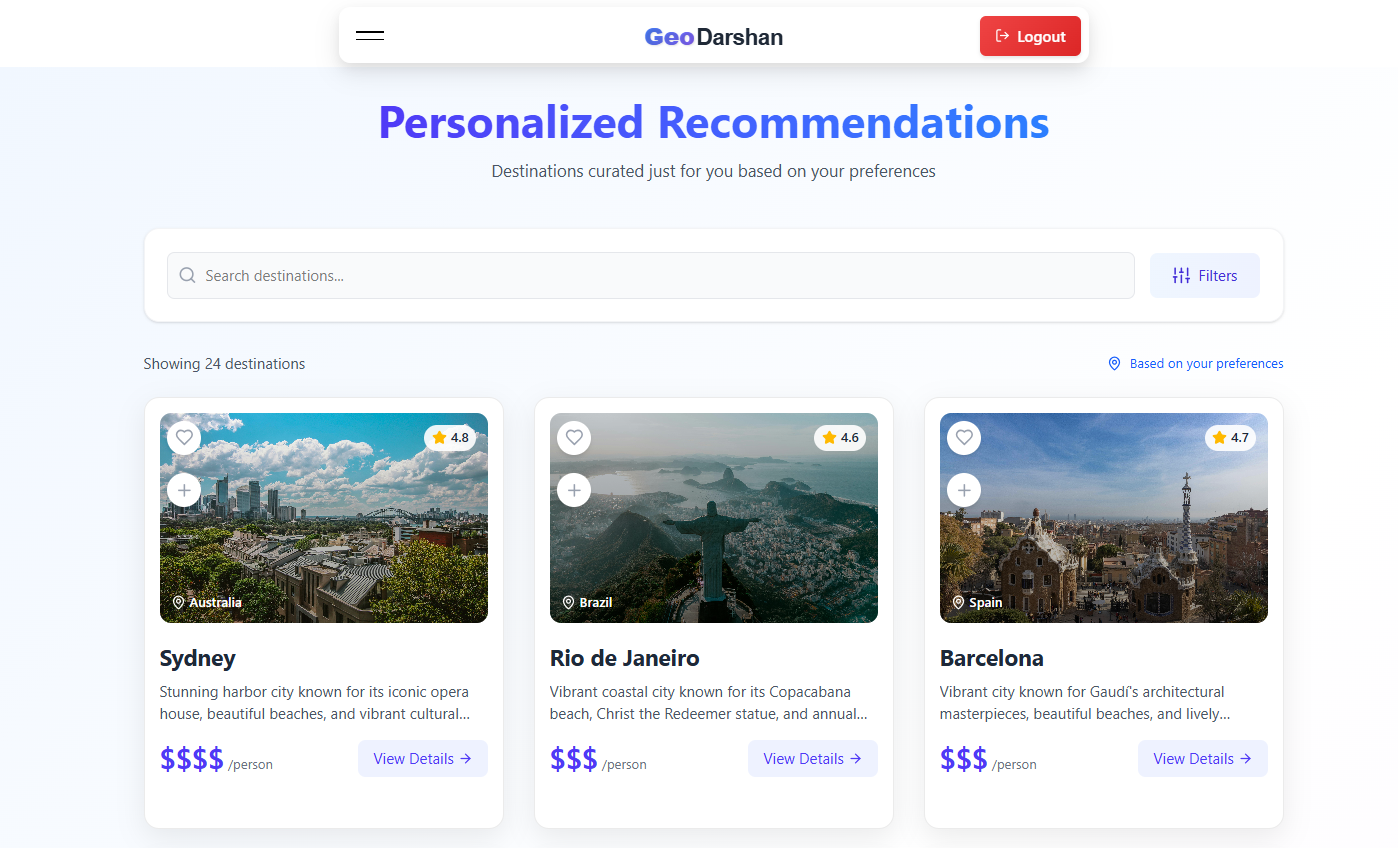 GeoDarshan
Logout
Personalized Recommendations
Destinations curated just for you based on your preferences
Search destinations...
Filters
Showing 24 destinations
Based on your preferences
4.8
Australia
Sydney
Stunning harbor city known for its iconic opera
house, beautiful beaches, and vibrant cultural...
$$$$ /person
View Details →
4.6
Brazil
Rio de Janeiro
Vibrant coastal city known for its Copacabana
beach, Christ the Redeemer statue, and annual...
$$$ /person
View Details →
4.7
Spain
Barcelona
Vibrant city known for Gaudí's architectural
masterpieces, beautiful beaches, and lively...
$$$ /person
View Details →